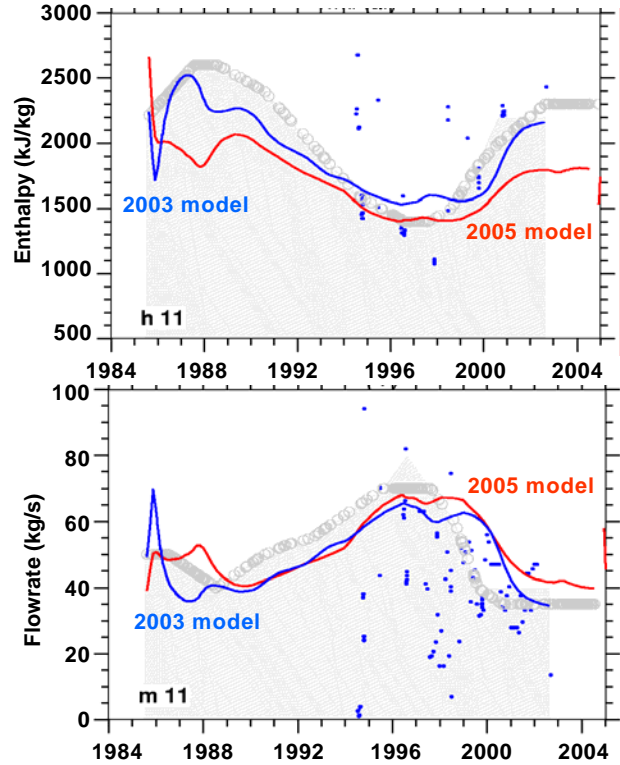 3000
2500
2000
1500
1000
500
Enthalpy (kJ/kg)
2003 model
2005 model
h 11
1984 1988 1992 1996 2000 2004
100
80
60
40
20
0
Flowrate (kg/s)
2005 model
2003 model
m 11
1984 1988 1992 1996 2000 2004